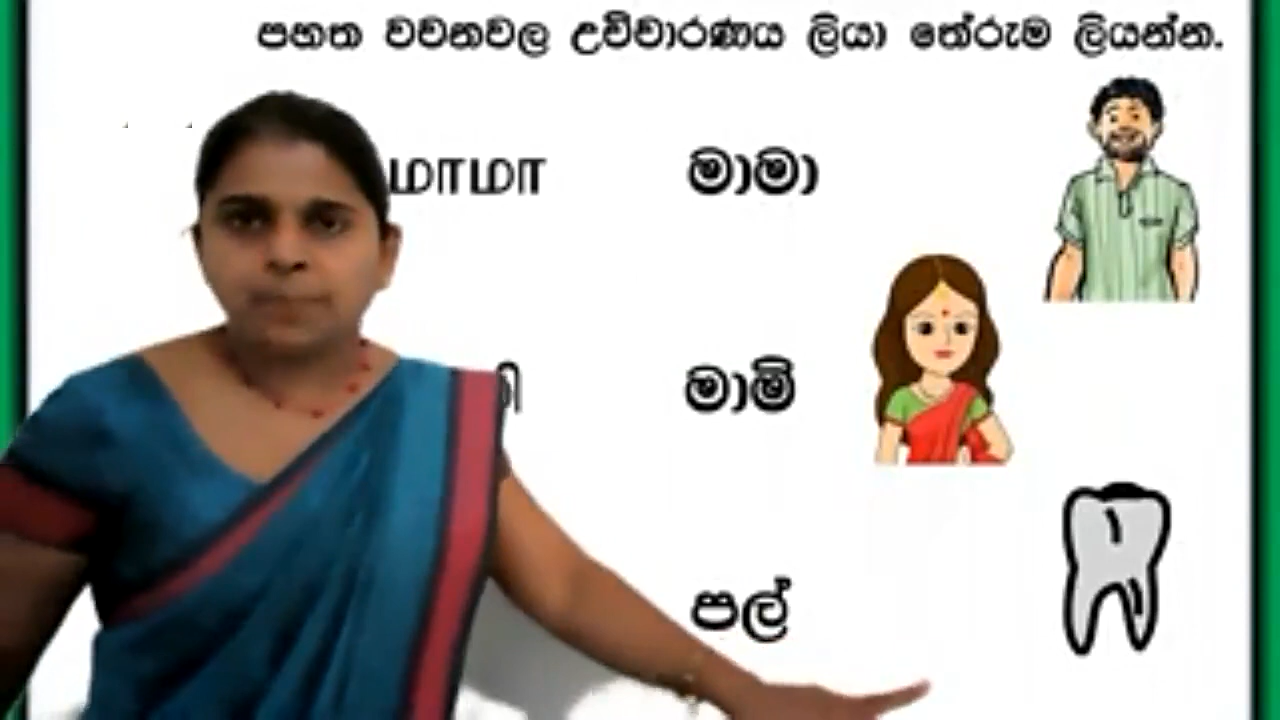 පහත වචනවල උච්චාරණය ලියා තේරුම ලියන්න.
மாமா මාමා
මාමි
පල්